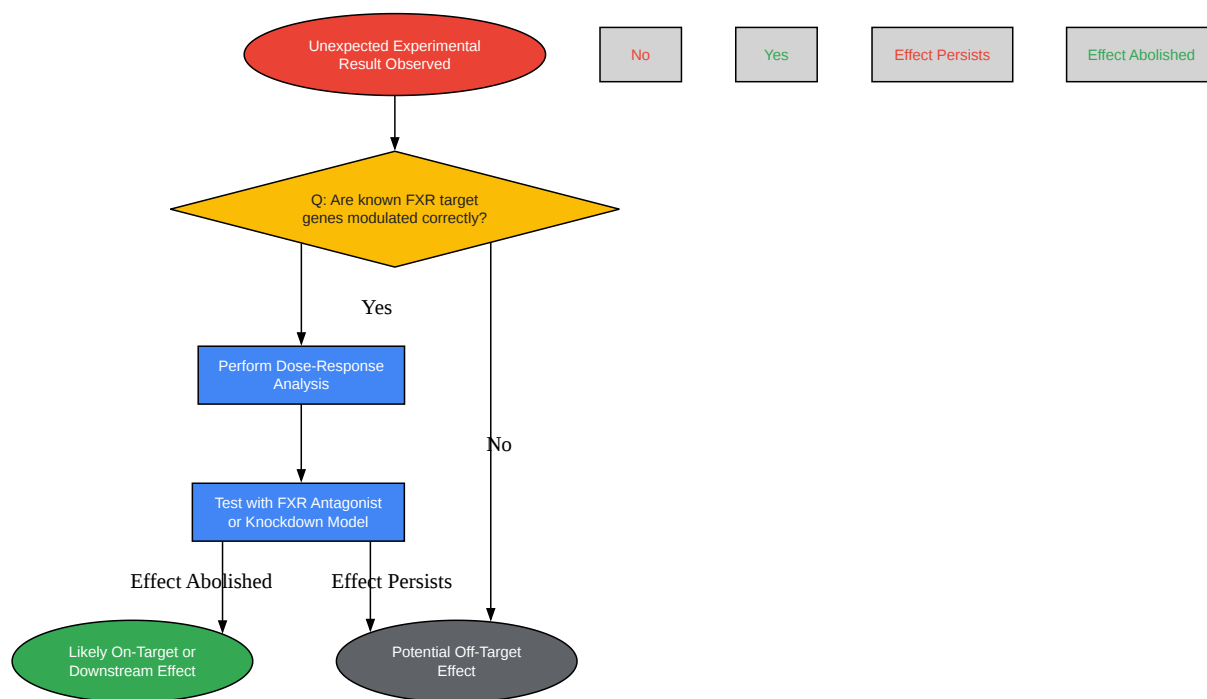 Unexpected Experimental
Result Observed
No
Yes
Effect Persists
Effect Abolished
Q: Are known FXR target
genes modulated correctly?
Yes
Perform Dose-Response
Analysis
No
Test with FXR Antagonist
or Knockdown Model
Effect Abolished
Effect Persists
Likely On-Target or
Downstream Effect
Potential Off-Target
Effect